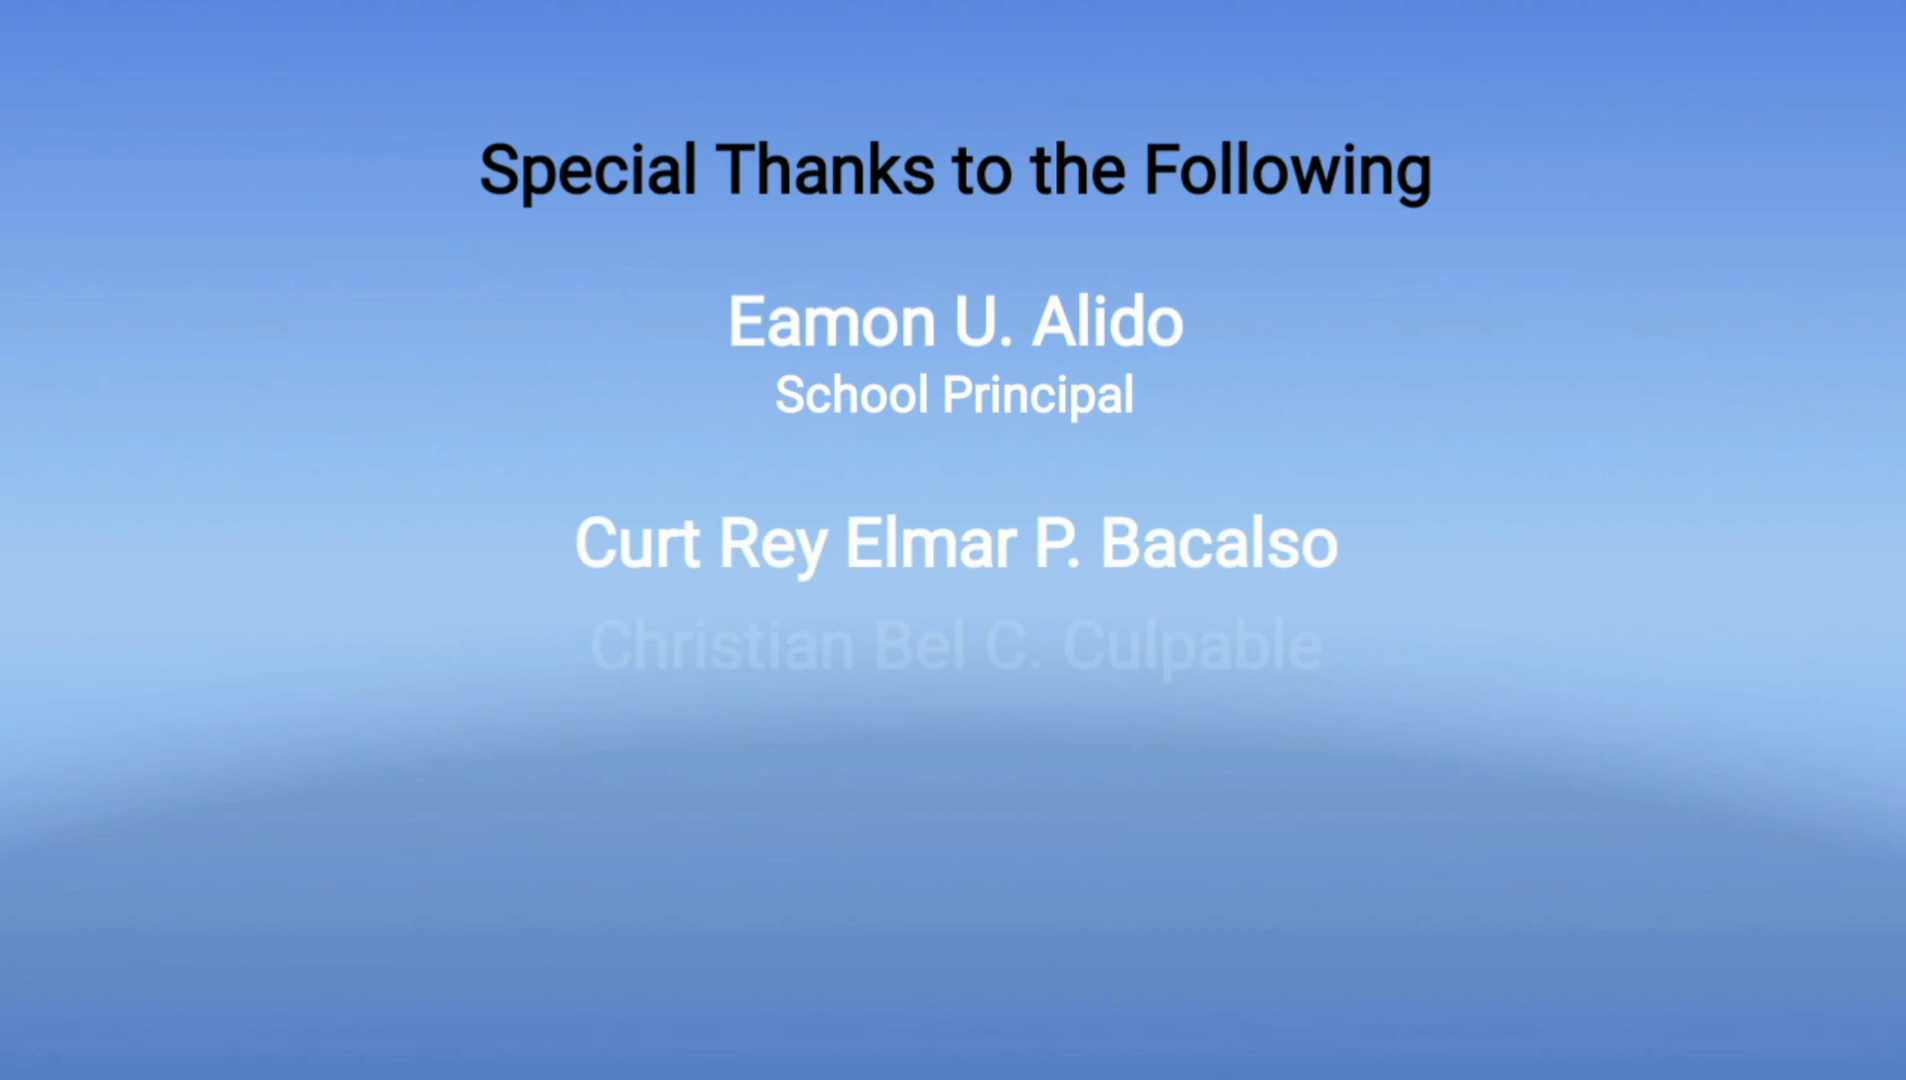 Special Thanks to the Following
Eamon U. Alido
School Principal
Curt Rey Elmar P. Bacalso
Christian Bel C. Culpable